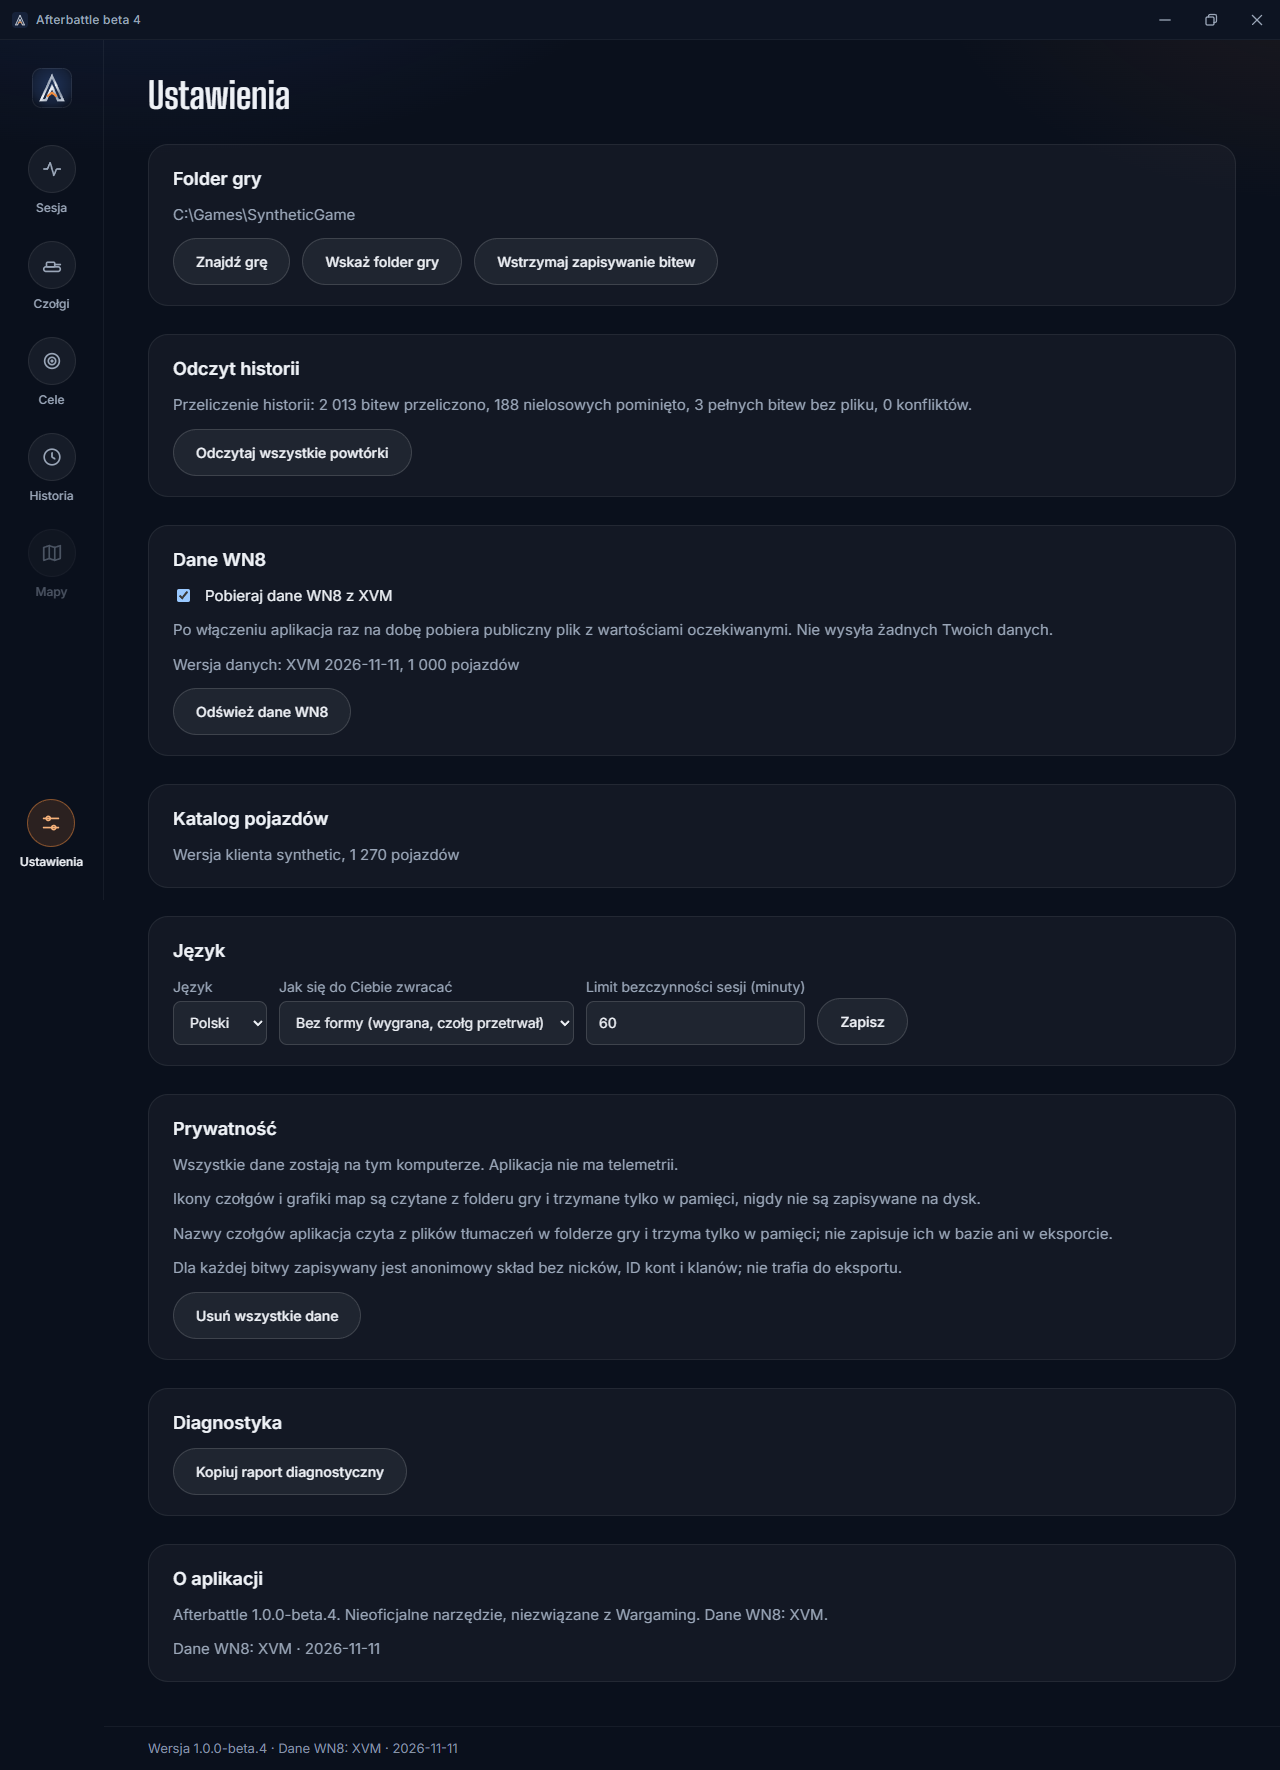 Afterbattle beta 4
Ustawienia
Sesja
Czołgi
Cele
Historia
Mapy
Ustawienia
Folder gry
C:\Games\SyntheticGame
Znajdź grę
Wskaż folder gry
Wstrzymaj zapisywanie bitew
Odczyt historii
Przeliczenie historii: 2 013 bitew przeliczono, 188 nielosowych pominięto, 3 pełnych bitew bez pliku, 0 konfliktów.
Odczytaj wszystkie powtórki
Dane WN8
Pobieraj dane WN8 z XVM
Po włączeniu aplikacja raz na dobę pobiera publiczny plik z wartościami oczekiwanymi. Nie wysyła żadnych Twoich danych.
Wersja danych: XVM 2026-11-11, 1 000 pojazdów
Odśwież dane WN8
Katalog pojazdów
Wersja klienta synthetic, 1 270 pojazdów
Język
Język
Jak się do Ciebie zwracać
Limit bezczynności sesji (minuty)
Polski
Bez formy (wygrana, czołg przetrwał)
60
Zapisz
Prywatność
Wszystkie dane zostają na tym komputerze. Aplikacja nie ma telemetrii.
Ikony czołgów i grafiki map są czytane z folderu gry i trzymane tylko w pamięci, nigdy nie są zapisywane na dysk.
Nazwy czołgów aplikacja czyta z plików tłumaczeń w folderze gry i trzyma tylko w pamięci; nie zapisuje ich w bazie ani w eksporcie.
Dla każdej bitwy zapisywany jest anonimowy skład bez nicków, ID kont i klanów; nie trafia do eksportu.
Usuń wszystkie dane
Diagnostyka
Kopiuj raport diagnostyczny
O aplikacji
Afterbattle 1.0.0-beta.4. Nieoficjalne narzędzie, niezwiązane z Wargaming. Dane WN8: XVM.
Dane WN8: XVM · 2026-11-11
Wersja 1.0.0-beta.4 · Dane WN8: XVM · 2026-11-11